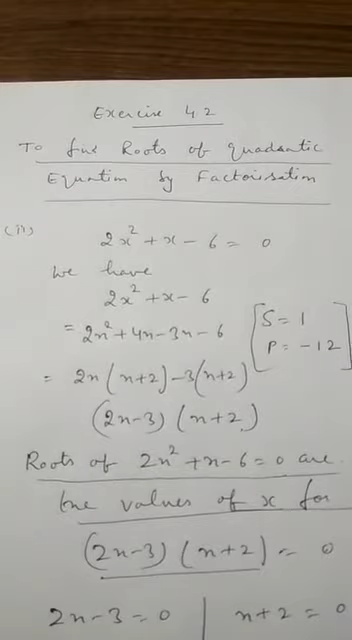 Exercise 4.2
To find Roots of quadratic
Equation by Factorisation
(ii) 2x² + x - 6 = 0
We have
2x² + x - 6
= 2x² + 4x - 3x - 6 [S = 1
P = -12]
= 2x (x+2) - 3(x+2)
(2x-3) (x+2)
Roots of 2x² + x - 6 = 0 are
the values of x for
(2x-3) (x+2) = 0
2x - 3 = 0 | x + 2 = 0